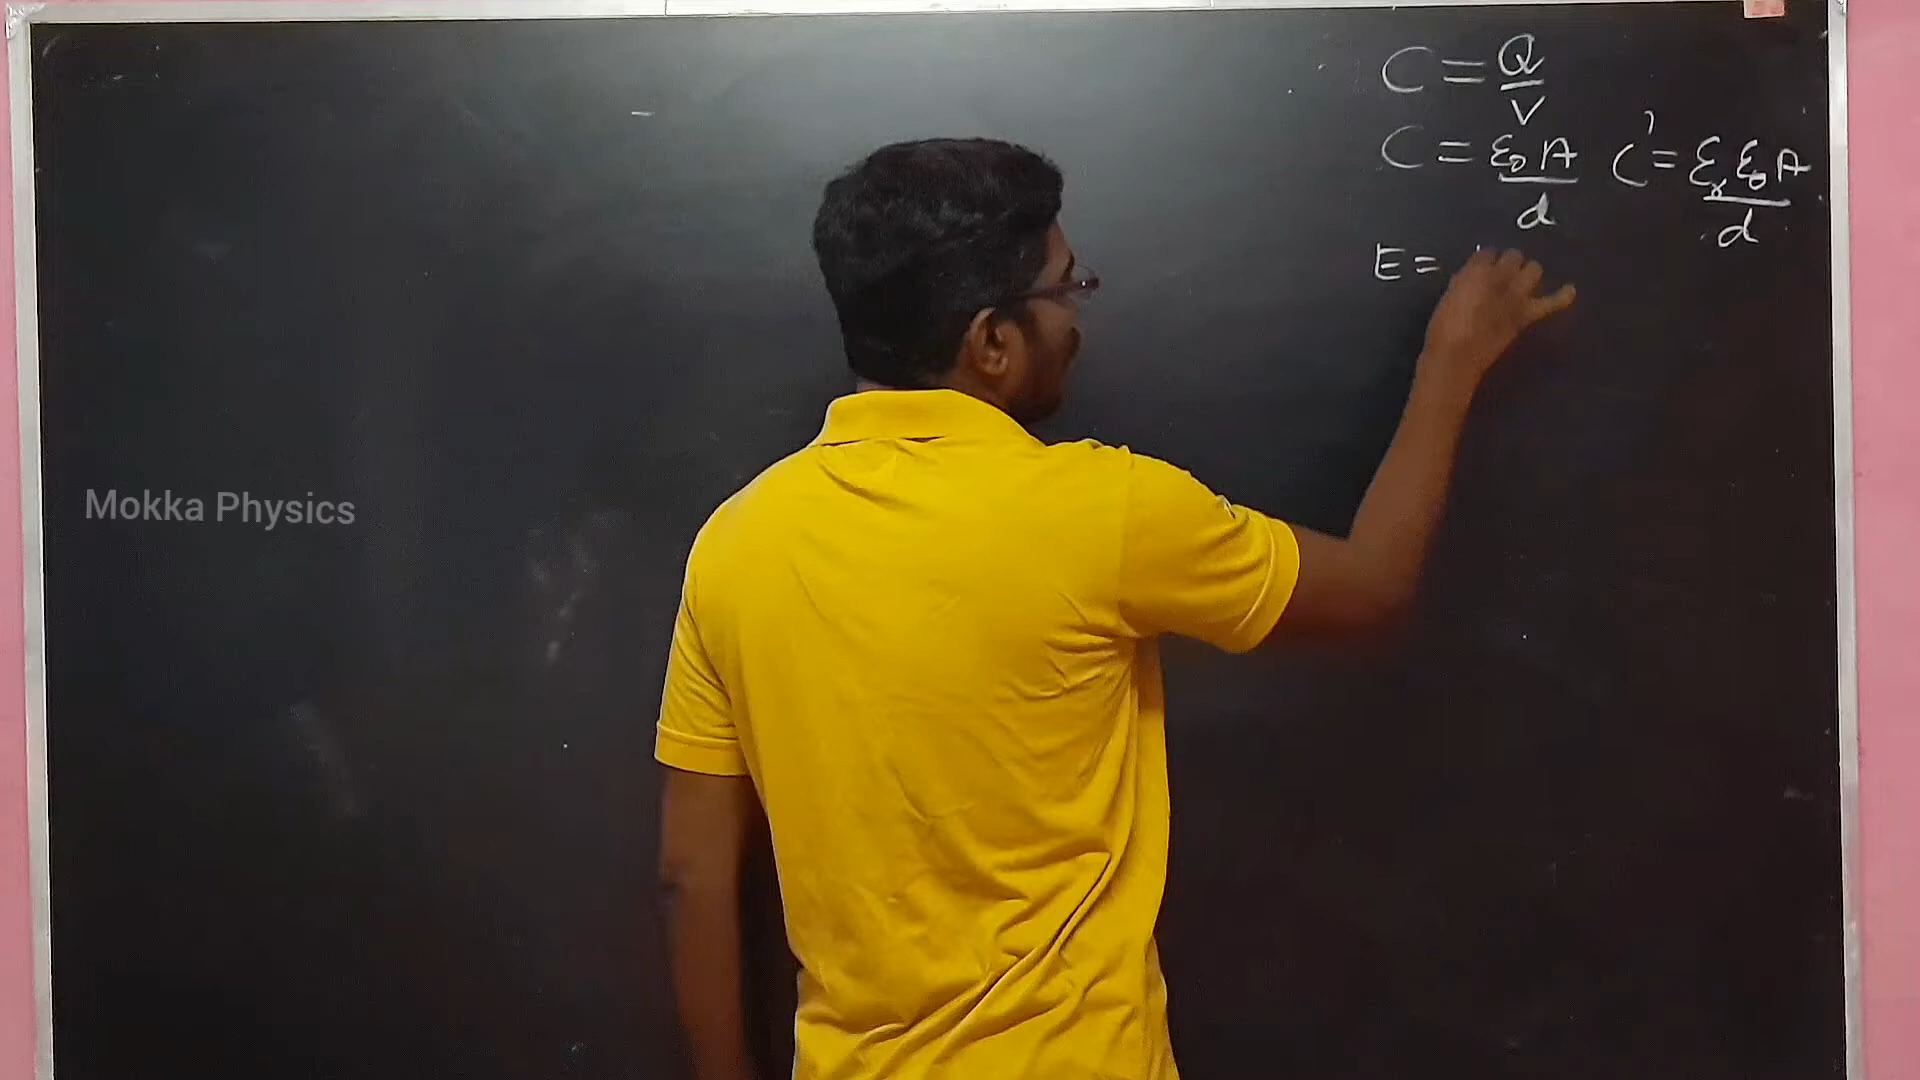 C = Q/V
C = ε₀A/d C' = εᵣε₀A/d
E =
Mokka Physics